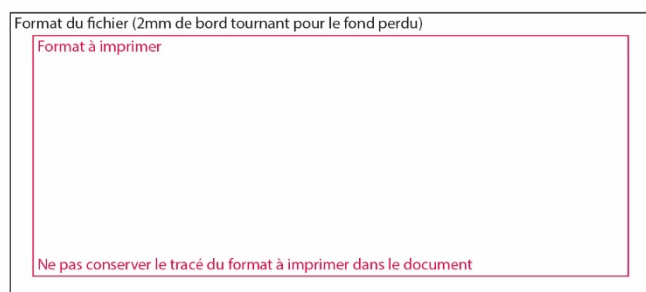 Format du fichier (2mm de bord tournant pour le fond perdu)
Format à imprimer
Ne pas conserver le tracé du format à imprimer dans le document